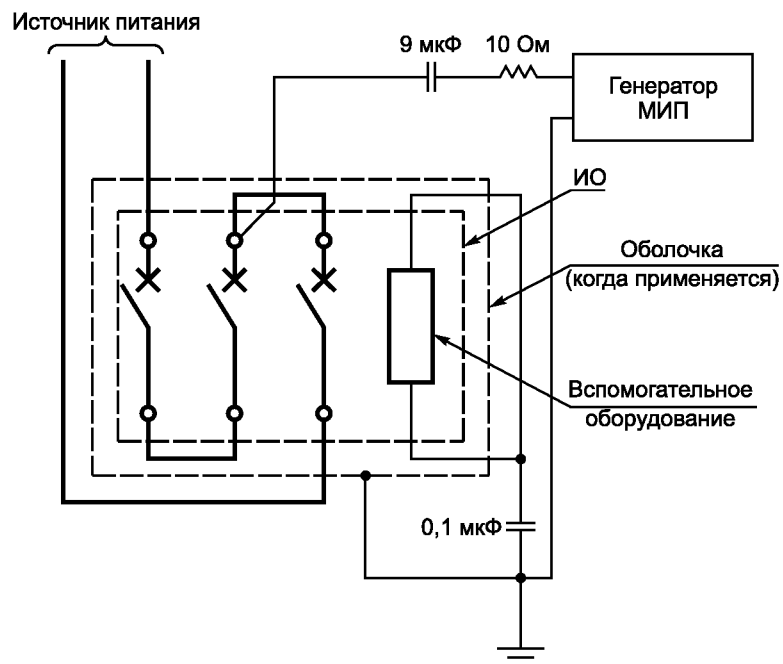 Источник питания
9 мкФ
10 Ом
Генератор
МИП
ИО
Оболочка
(когда применяется)
Вспомогательное
оборудование
0,1 мкФ